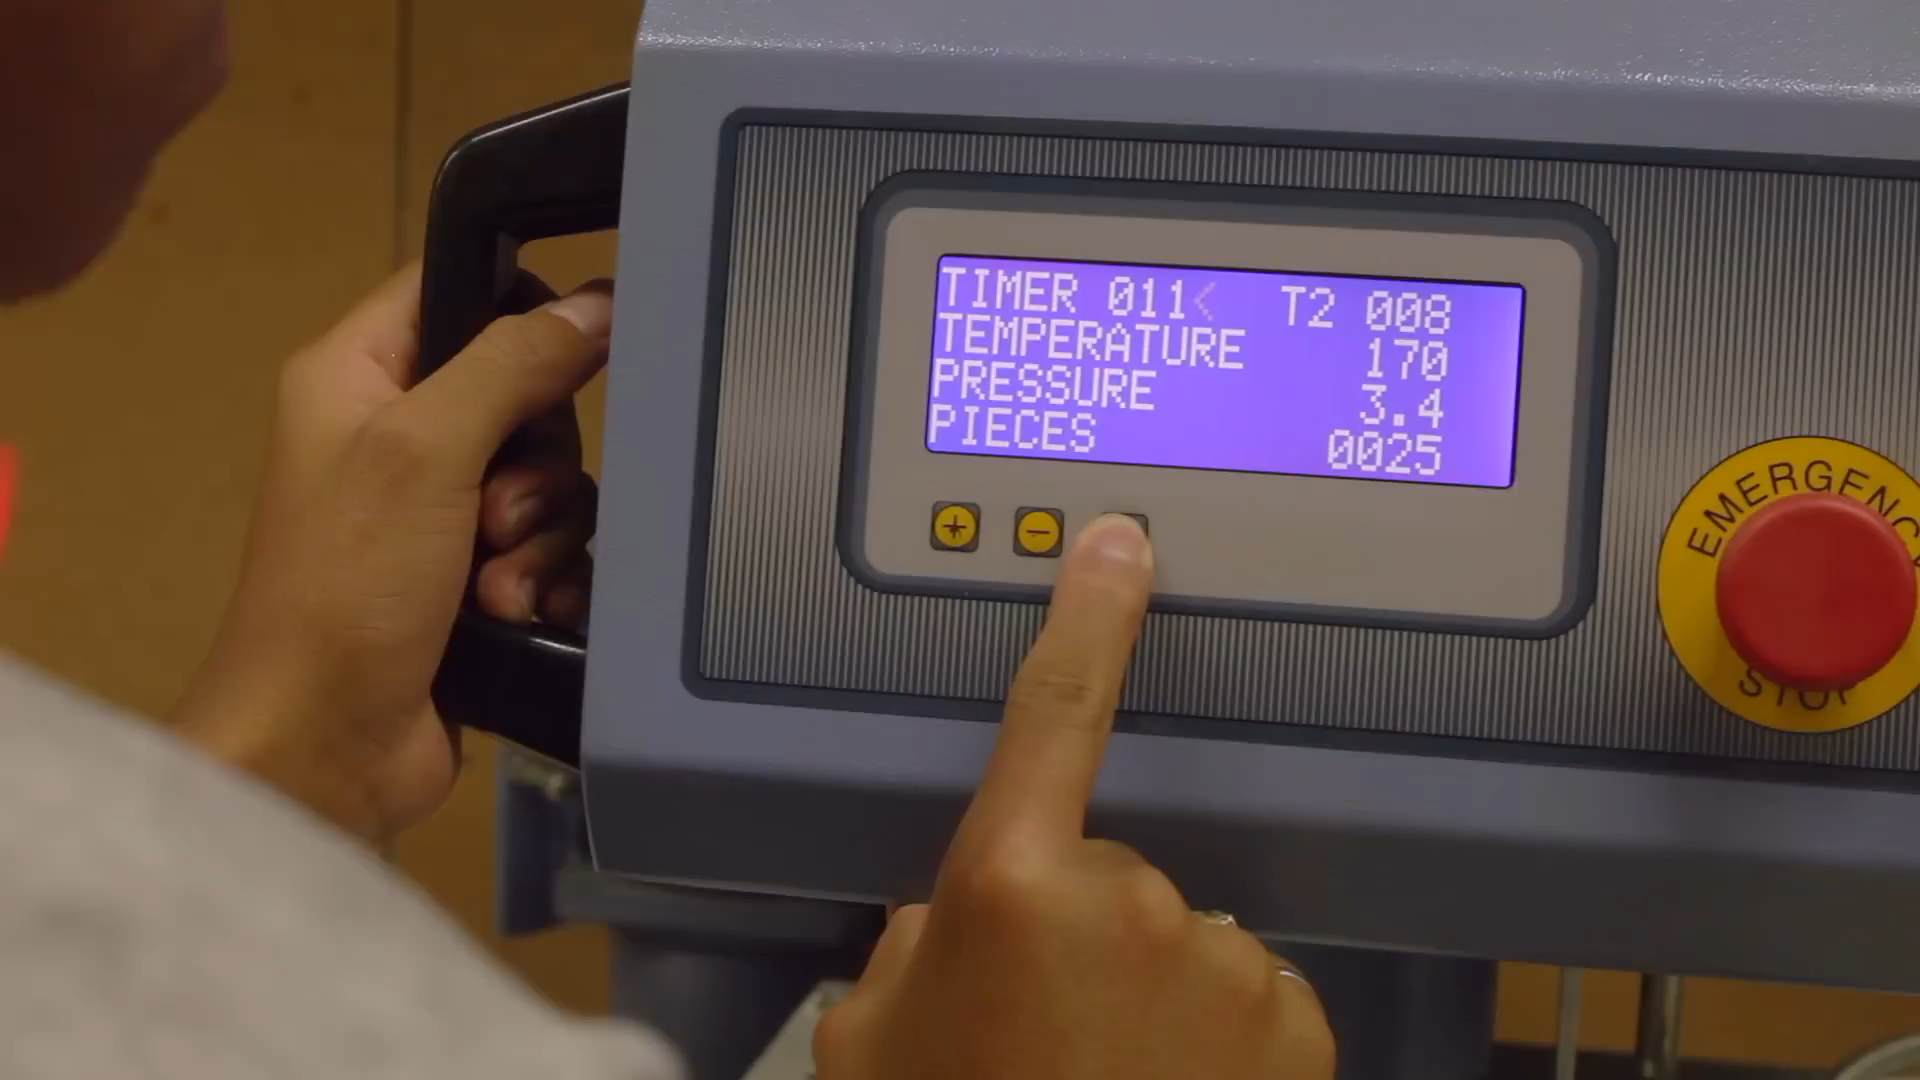 TIMER 011< T2 008
TEMPERATURE 170
PRESSURE 3.4
PIECES 0025
+ −
EMERGENCY
STOP